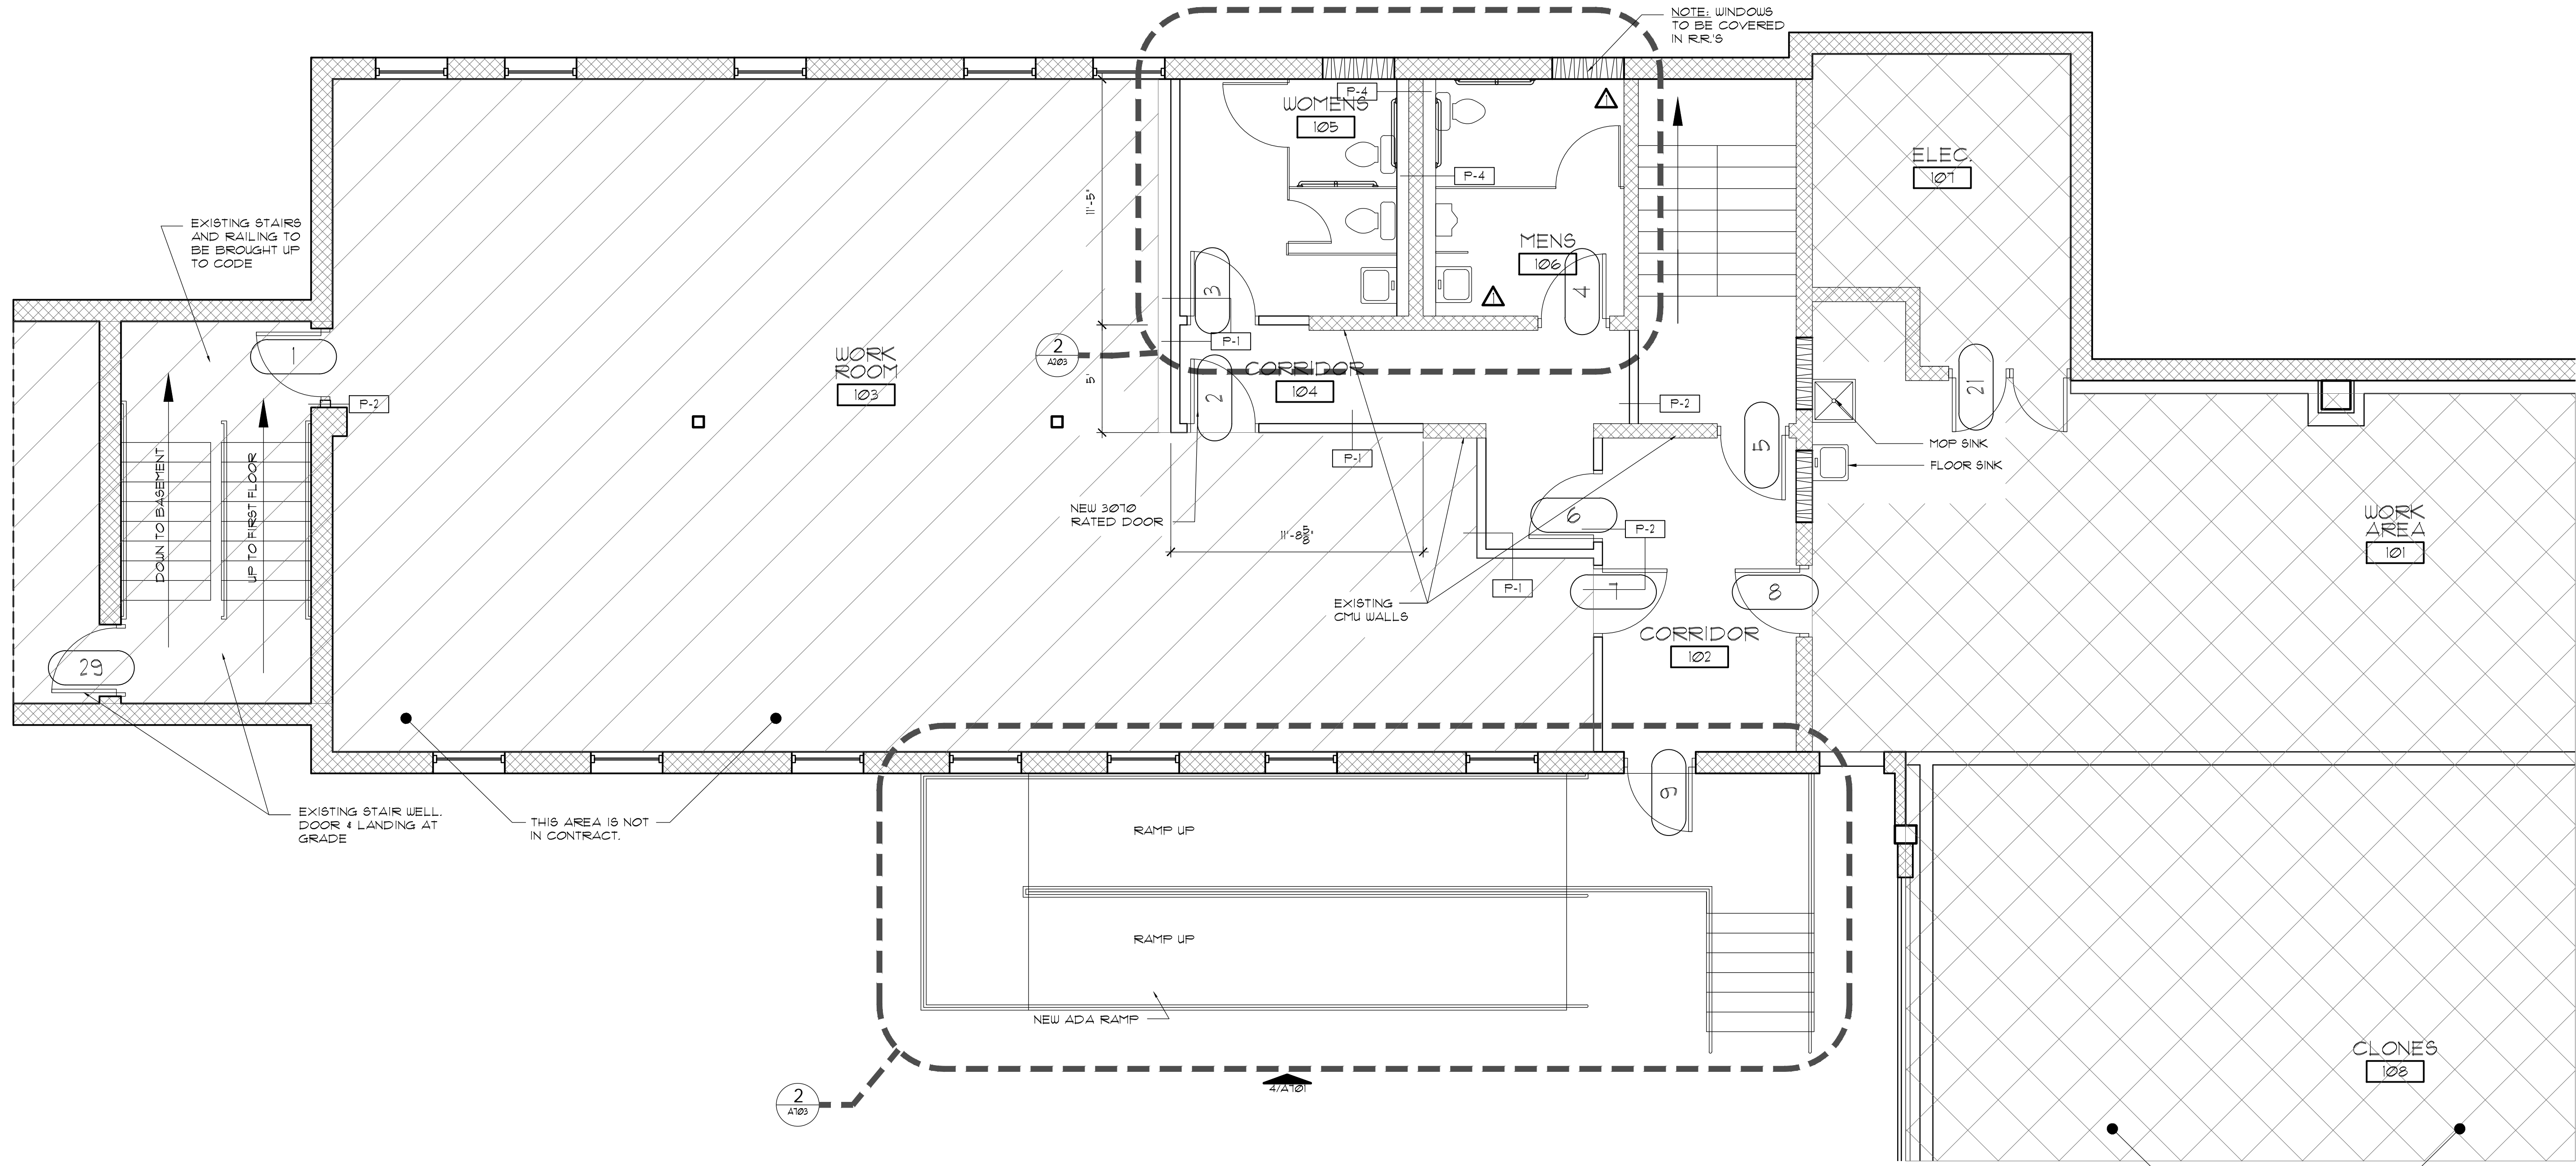 NOTE: WINDOWS
TO BE COVERED
IN R.R.'S
P-4
WOMENS
105
1
ELEC.
107
P-4
11'-5"
EXISTING STAIRS
AND RAILING TO
BE BROUGHT UP
TO CODE
MENS
106
3
4
1
1
P-1
2
A203
WORK
ROOM
103
CORRIDOR
104
5'
2
21
P-2
P-2
5
MOP SINK
FLOOR SINK
P-1
DOWN TO BASEMENT
UP TO FIRST FLOOR
NEW 3070
RATED DOOR
6
P-2
11'-8 5/8"
WORK
AREA
101
P-1
7
8
EXISTING
CMU WALLS
CORRIDOR
102
29
9
EXISTING STAIR WELL.
DOOR & LANDING AT
GRADE
THIS AREA IS NOT
IN CONTRACT.
RAMP UP
RAMP UP
NEW ADA RAMP
CLONES
108
4/A701
2
A703